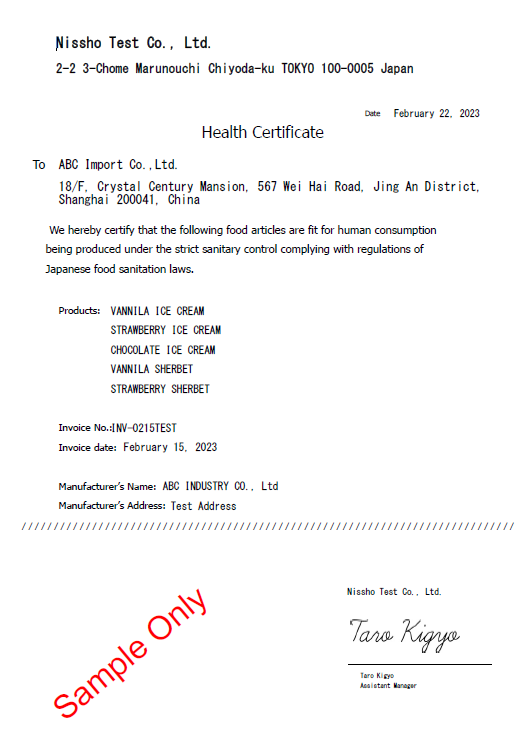 Nissho Test Co., Ltd.
2-2 3-Chome Marunouchi Chiyoda-ku TOKYO 100-0005 Japan
Date February 22, 2023
Health Certificate
To ABC Import Co.,Ltd.
18/F, Crystal Century Mansion, 567 Wei Hai Road, Jing An District,
Shanghai 200041, China
We hereby certify that the following food articles are fit for human consumption
being produced under the strict sanitary control complying with regulations of
Japanese food sanitation laws.
Products: VANNILA ICE CREAM
STRAWBERRY ICE CREAM
CHOCOLATE ICE CREAM
VANNILA SHERBET
STRAWBERRY SHERBET
Invoice No.:INV-0215TEST
Invoice date: February 15, 2023
Manufacturer's Name: ABC INDUSTRY CO., Ltd
Manufacturer's Address: Test Address
////////////////////////////////////////////////////////////////////////////////
Sample Only
Nissho Test Co., Ltd.
Taro Kigyo
Taro Kigyo
Assistant Manager